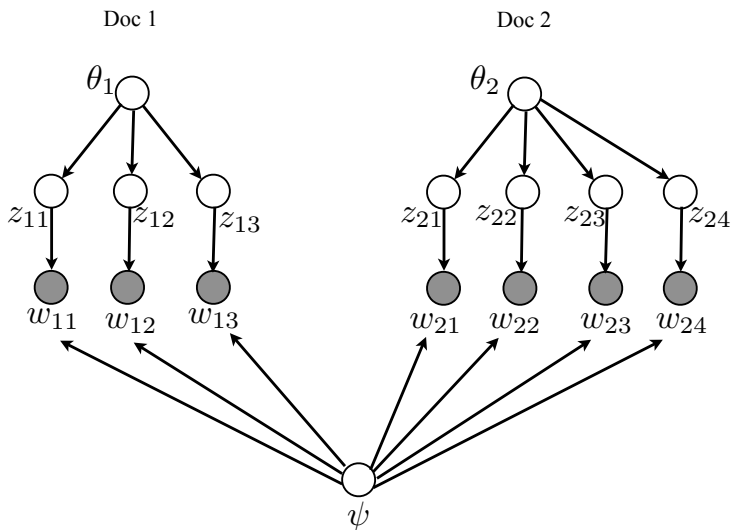 Doc 1 Doc 2
θ₁ θ₂
z₁₁ z₁₂ z₁₃ z₂₁ z₂₂ z₂₃ z₂₄
w₁₁ w₁₂ w₁₃ w₂₁ w₂₂ w₂₃ w₂₄
ψ